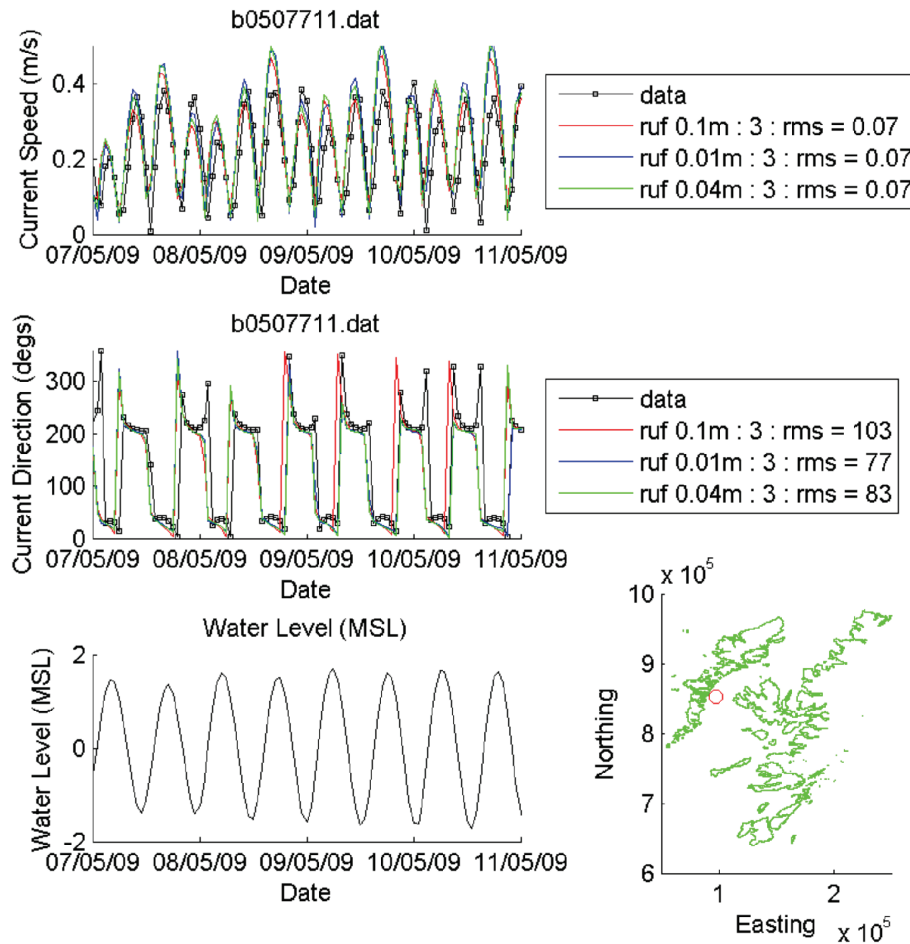 b0507711.dat
Current Speed (m/s)
0.4
0.2
0
07/05/09 08/05/09 09/05/09 10/05/09 11/05/09
Date
data
ruf 0.1m : 3 : rms = 0.07
ruf 0.01m : 3 : rms = 0.07
ruf 0.04m : 3 : rms = 0.07
b0507711.dat
Current Direction (degs)
300
200
100
0
07/05/09 08/05/09 09/05/09 10/05/09 11/05/09
Date
data
ruf 0.1m : 3 : rms = 103
ruf 0.01m : 3 : rms = 77
ruf 0.04m : 3 : rms = 83
Water Level (MSL)
Water Level (MSL)
2
0
-2
07/05/09 08/05/09 09/05/09 10/05/09 11/05/09
Date
x 10⁵
10
9
8
7
6
Northing
1 2
Easting x 10⁵